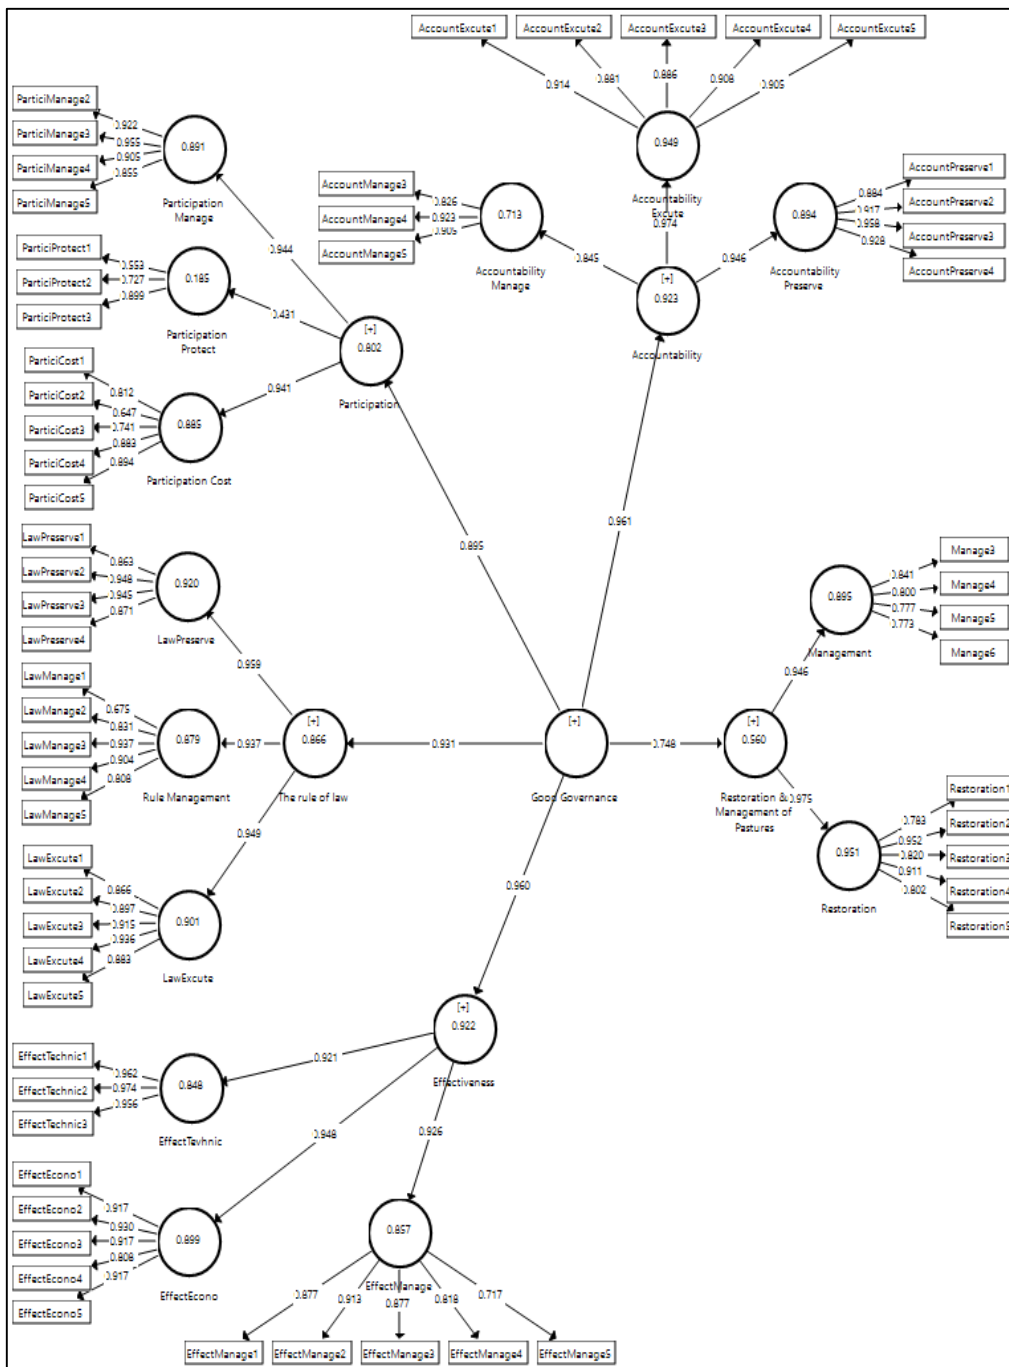 AccountExcute1
AccountExcute2
AccountExcute3
AccountExcute4
AccountExcute5
0.914
0.881
0.886
0.908
0.905
0.949
Accountability
Excute
ParticiManage2
ParticiManage3
ParticiManage4
ParticiManage5
0.922
0.955
0.905
0.855
0.891
Participation
Manage
0.944
AccountManage3
AccountManage4
AccountManage5
0.826
0.923
0.905
0.713
Accountability
Manage
0.845
0.974
0.946
AccountPreserve1
AccountPreserve2
AccountPreserve3
AccountPreserve4
0.884
0.917
0.958
0.928
0.894
Accountability
Preserve
[+]
0.923
Accountability
ParticiProtect1
ParticiProtect2
ParticiProtect3
0.553
0.727
0.899
0.185
Participation
Protect
0.431
[+]
0.802
Participation
0.941
ParticiCost1
ParticiCost2
ParticiCost3
ParticiCost4
ParticiCost5
0.812
0.647
0.741
0.883
0.894
0.885
Participation Cost
0.895
0.961
LawPreserve1
LawPreserve2
LawPreserve3
LawPreserve4
0.863
0.948
0.945
0.871
0.920
LawPreserve
0.959
Manage3
Manage4
Manage5
Manage6
0.841
0.800
0.777
0.773
0.895
Management
0.946
LawManage1
LawManage2
LawManage3
LawManage4
LawManage5
0.675
0.831
0.937
0.904
0.808
0.879
Rule Management
0.937
[+]
0.866
The rule of law
0.931
[+]
Good Governance
0.748
[+]
0.560
Restoration &
Management of
Pastures
0.975
0.949
Restoration1
Restoration2
Restoration3
Restoration4
Restoration5
0.783
0.952
0.820
0.911
0.802
0.951
Restoration
LawExcute1
LawExcute2
LawExcute3
LawExcute4
LawExcute5
0.866
0.897
0.915
0.936
0.883
0.901
LawExcute
0.960
[+]
0.922
Effectiveness
0.921
EffectTechnic1
EffectTechnic2
EffectTechnic3
0.962
0.974
0.956
0.848
EffectTevhnic
0.948
0.926
EffectEcono1
EffectEcono2
EffectEcono3
EffectEcono4
EffectEcono5
0.917
0.930
0.917
0.808
0.917
0.899
EffectEcono
0.857
EffectManage
0.877
0.913
0.877
0.818
0.717
EffectManage1
EffectManage2
EffectManage3
EffectManage4
EffectManage5